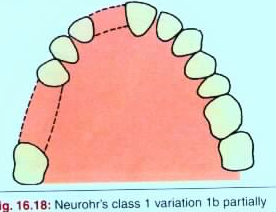 ig. 16.18: Neurohr's class 1 variation 1b partially